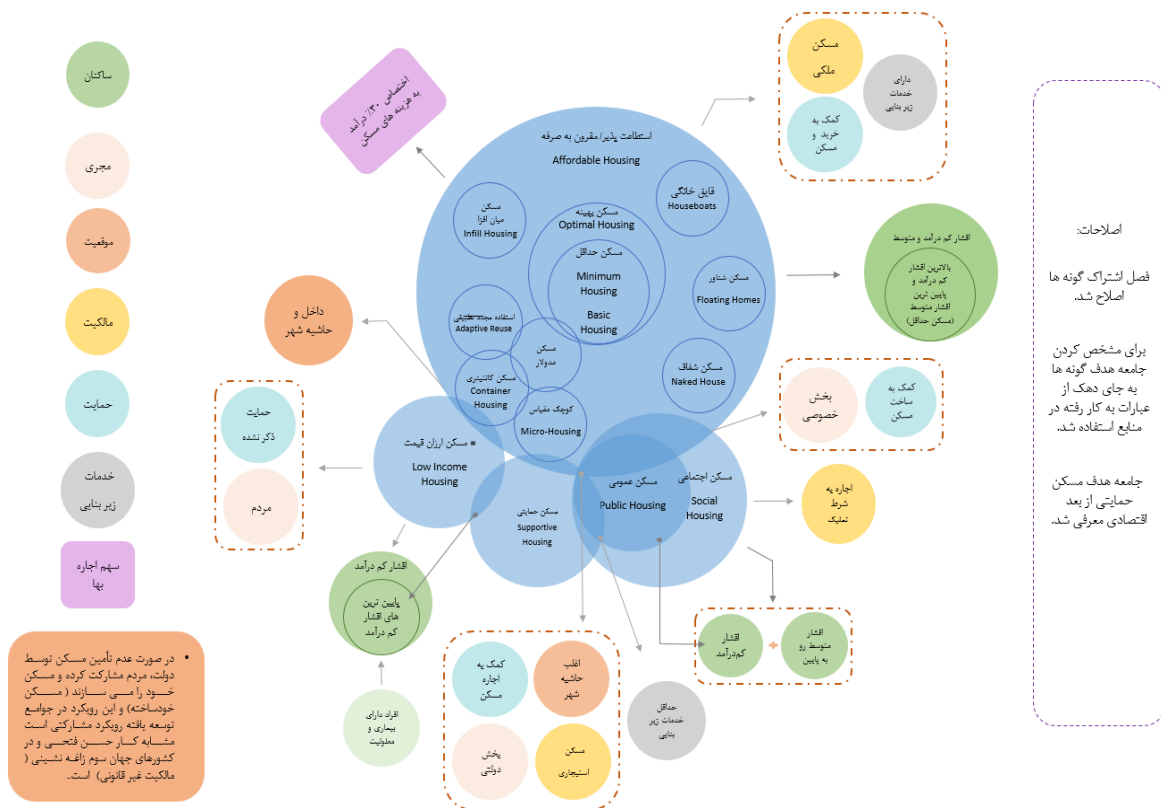 ساکنان
مجری
موقعیت
مالکیت
حمایت
خدمات
زیر بنایی
سهم اجاره
بها
• در صورت عدم تأمین مسکن توسط
دولت، مردم مشارکت کرده و مسکن
خود را می سازند ( مسکن
خودساخته) و این رویکرد در جوامع
توسعه یافته رویکرد مشارکتی است
مشابه کار حسن فتحی و در
کشورهای جهان سوم زاغه نشینی (
مالکیت غیر قانونی) است..
اختصاص ۳۰٪ درآمد
به هزینه های مسکن
استطاعت پذیر/ مقرون به صرفه
Affordable Housing
مسکن
میان افزا
Infill Housing
مسکن بهینه
Optimal Housing
مسکن حداقل
Minimum
Housing
Basic
Housing
قایق خانگی
Houseboats
مسکن شناور
Floating Homes
مسکن شفاف
Naked House
استفاده مجدد تطبیقی
Adaptive Reuse
مسکن
مدولار
مسکن کانتینری
Container
Housing
کوچک مقیاس
Micro-Housing
مسکن ارزان قیمت *
Low Income
Housing
مسکن حمایتی
Supportive
Housing
مسکن عمومی
Public Housing
مسکن اجتماعی
Social
Housing
مسکن
ملکی
دارای
خدمات
زیر بنایی
کمک به
خرید و
مسکن
اقشار کم درآمد و متوسط
بالاترین اقشار
کم درآمد و
پایین ترین
اقشار متوسط
(مسکن حداقل)
بخش
خصوصی
کمک به
ساخت
مسکن
اجاره به
شرط
تملیک
اقشار
کم‌درآمد
+
اقشار
متوسط رو
به پایین
حداقل
خدمات زیر
بنایی
کمک به
اجاره
مسکن
اغلب
حاشیه
شهر
بخش
دولتی
مسکن
استیجاری
داخل و
حاشیه شهر
حمایت
ذکر نشده
مردم
اقشار کم درآمد
پایین ترین
های اقشار
کم درآمد
افراد دارای
بیماری و
معلولیت
اصلاحات:
فصل اشتراک گونه ها
اصلاح شد.
برای مشخص کردن
جامعه هدف گونه ها
به جای دهک از
عبارات به کار رفته در
منابع استفاده شد.
جامعه هدف مسکن
حمایتی از بعد
اقتصادی معرفی شد.